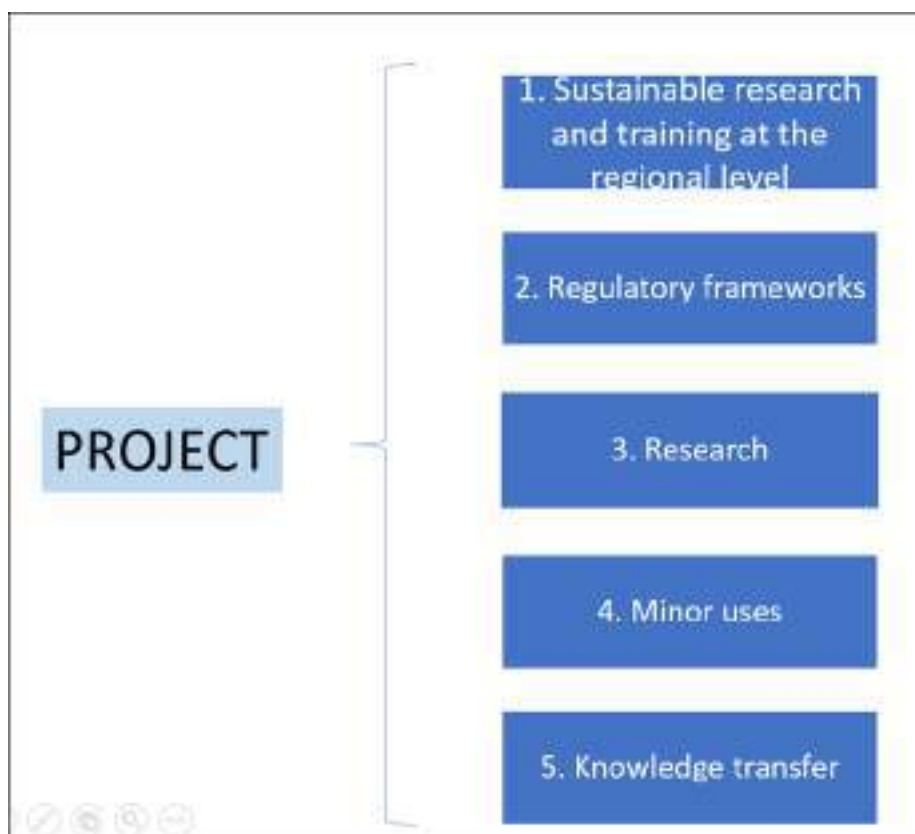 PROJECT
1. Sustainable research
and training at the
regional level
2. Regulatory frameworks
3. Research
4. Minor uses
5. Knowledge transfer